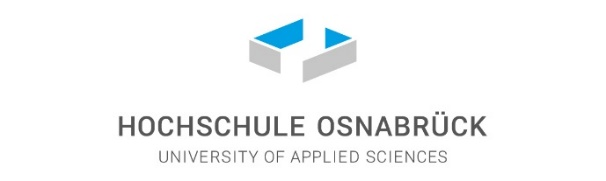 HOCHSCHULE OSNABRÜCK
UNIVERSITY OF APPLIED SCIENCES